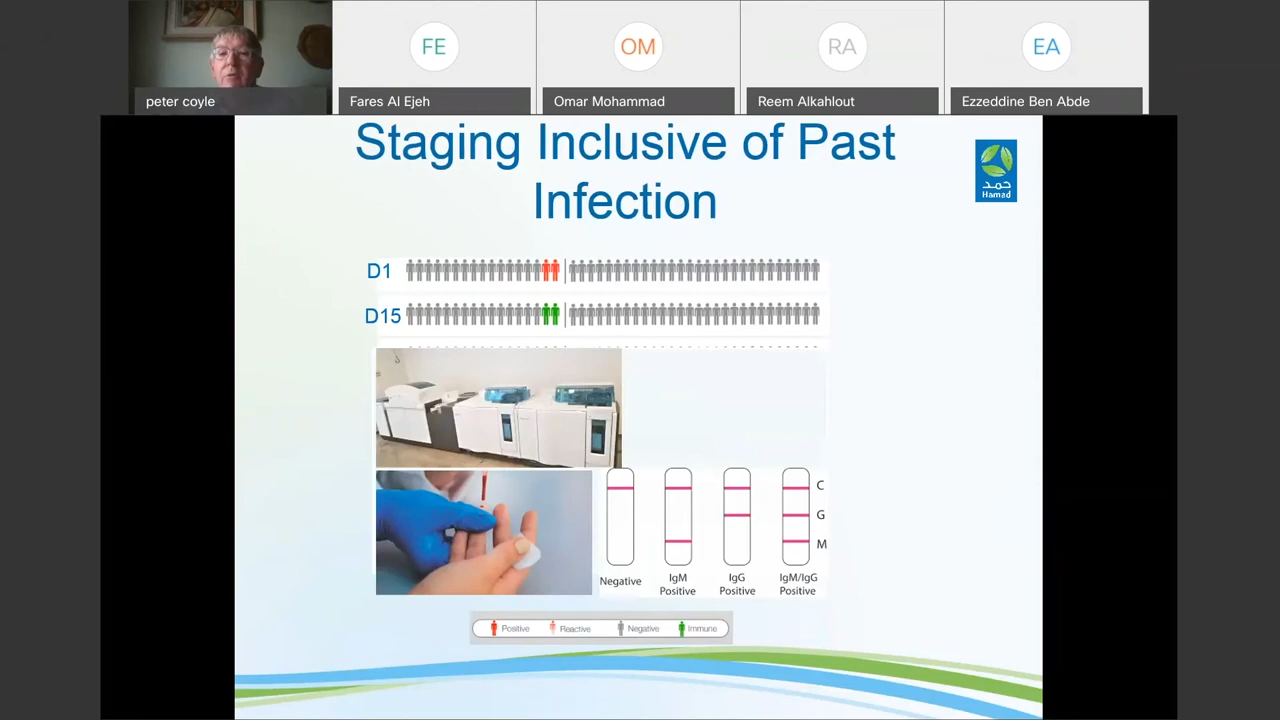 FE
OM
RA
EA
peter coyle
Fares Al Ejeh
Omar Mohammad
Reem Alkahlout
Ezzeddine Ben Abde
Staging Inclusive of Past
Infection
حمد
Hamad
D1
D15
C
G
M
Negative
IgM
Positive
IgG
Positive
IgM/IgG
Positive
Positive
Reactive
Negative
Immune